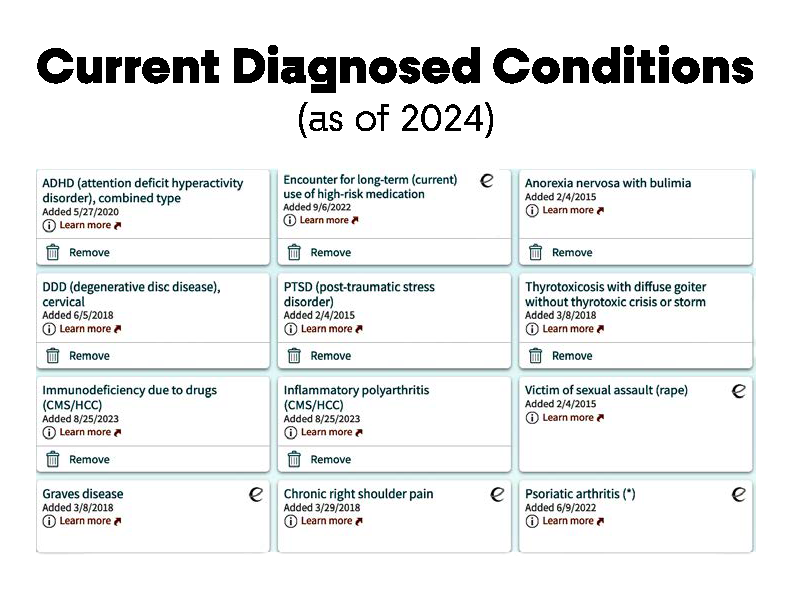 Current Diagnosed Conditions
(as of 2024)
ADHD (attention deficit hyperactivity
disorder), combined type
Added 5/27/2020
Learn more
Remove
Encounter for long-term (current)
use of high-risk medication
Added 9/6/2022
Learn more
Remove
Anorexia nervosa with bulimia
Added 2/4/2015
Learn more
Remove
DDD (degenerative disc disease),
cervical
Added 6/5/2018
Learn more
Remove
PTSD (post-traumatic stress
disorder)
Added 2/4/2015
Learn more
Remove
Thyrotoxicosis with diffuse goiter
without thyrotoxic crisis or storm
Added 3/8/2018
Learn more
Remove
Immunodeficiency due to drugs
(CMS/HCC)
Added 8/25/2023
Learn more
Remove
Inflammatory polyarthritis
(CMS/HCC)
Added 8/25/2023
Learn more
Remove
Victim of sexual assault (rape)
Added 2/4/2015
Learn more
Graves disease
Added 3/8/2018
Learn more
Chronic right shoulder pain
Added 3/29/2018
Learn more
Psoriatic arthritis (*)
Added 6/9/2022
Learn more